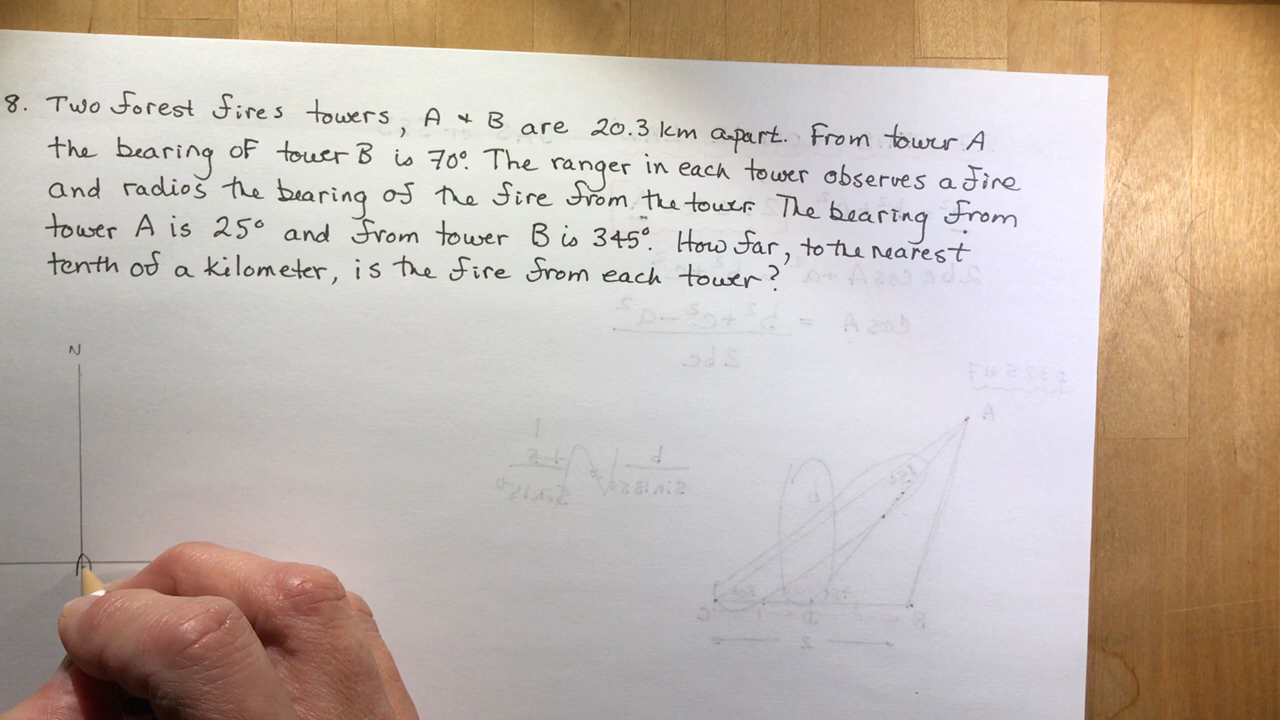 8. Two forest fires towers, A & B are 20.3 km apart. From tower A
the bearing of tower B is 70°. The ranger in each tower observes a fire
and radios the bearing of the fire from the tower. The bearing from
tower A is 25° and from tower B is 345°. How far, to the nearest
tenth of a kilometer, is the fire from each tower?
N
A